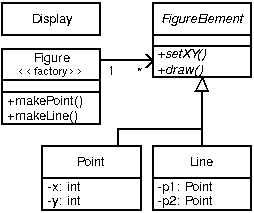 Display
FigureElement
+setXY()
+draw()
Figure
<<factory>>
1
*
+makePoint()
+makeLine()
Point
-x: int
-y: int
Line
-p1: Point
-p2: Point